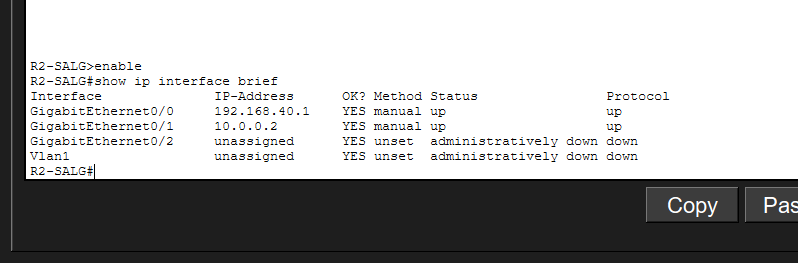 R2-SALG>enable
R2-SALG#show ip interface brief
Interface              IP-Address      OK? Method Status                Protocol
GigabitEthernet0/0     192.168.40.1    YES manual up                    up
GigabitEthernet0/1     10.0.0.2        YES manual up                    up
GigabitEthernet0/2     unassigned      YES unset  administratively down down
Vlan1                  unassigned      YES unset  administratively down down
R2-SALG#
Copy Pas